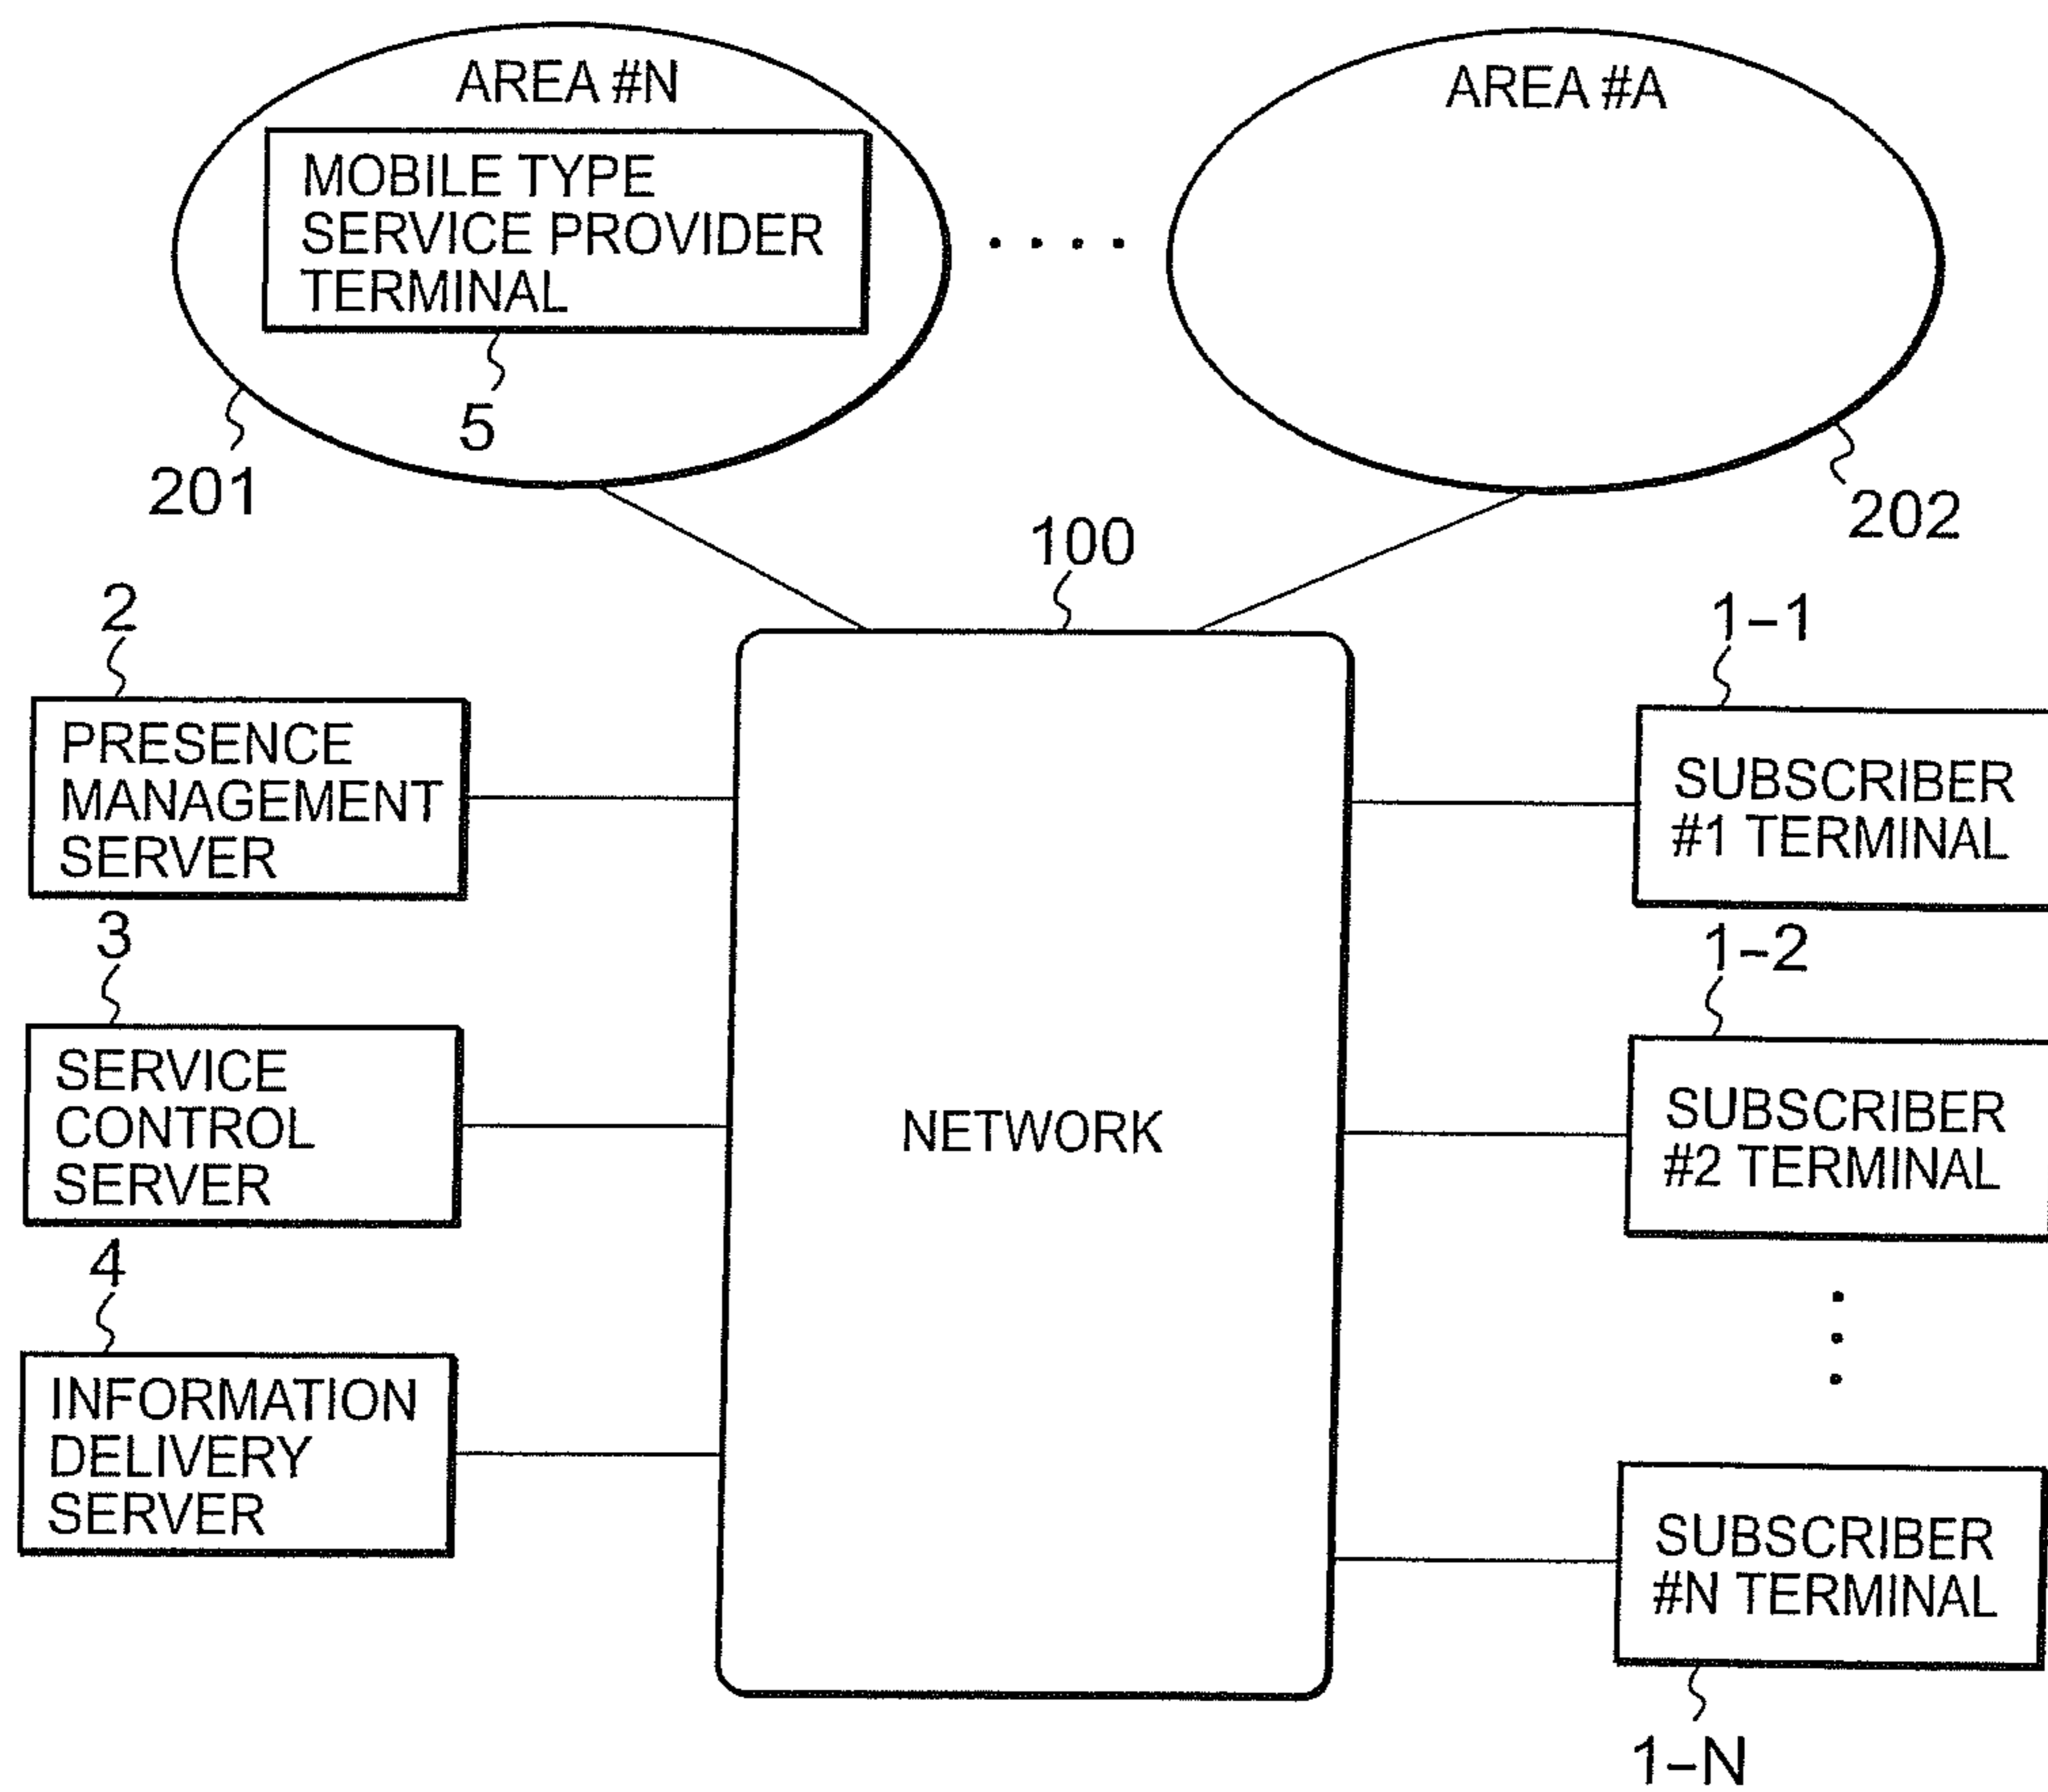 AREA #N
MOBILE TYPE
SERVICE PROVIDER
TERMINAL
5
201
AREA #A
202
100
NETWORK
2
PRESENCE
MANAGEMENT
SERVER
3
SERVICE
CONTROL
SERVER
4
INFORMATION
DELIVERY
SERVER
1-1
SUBSCRIBER
#1 TERMINAL
1-2
SUBSCRIBER
#2 TERMINAL
SUBSCRIBER
#N TERMINAL
1-N